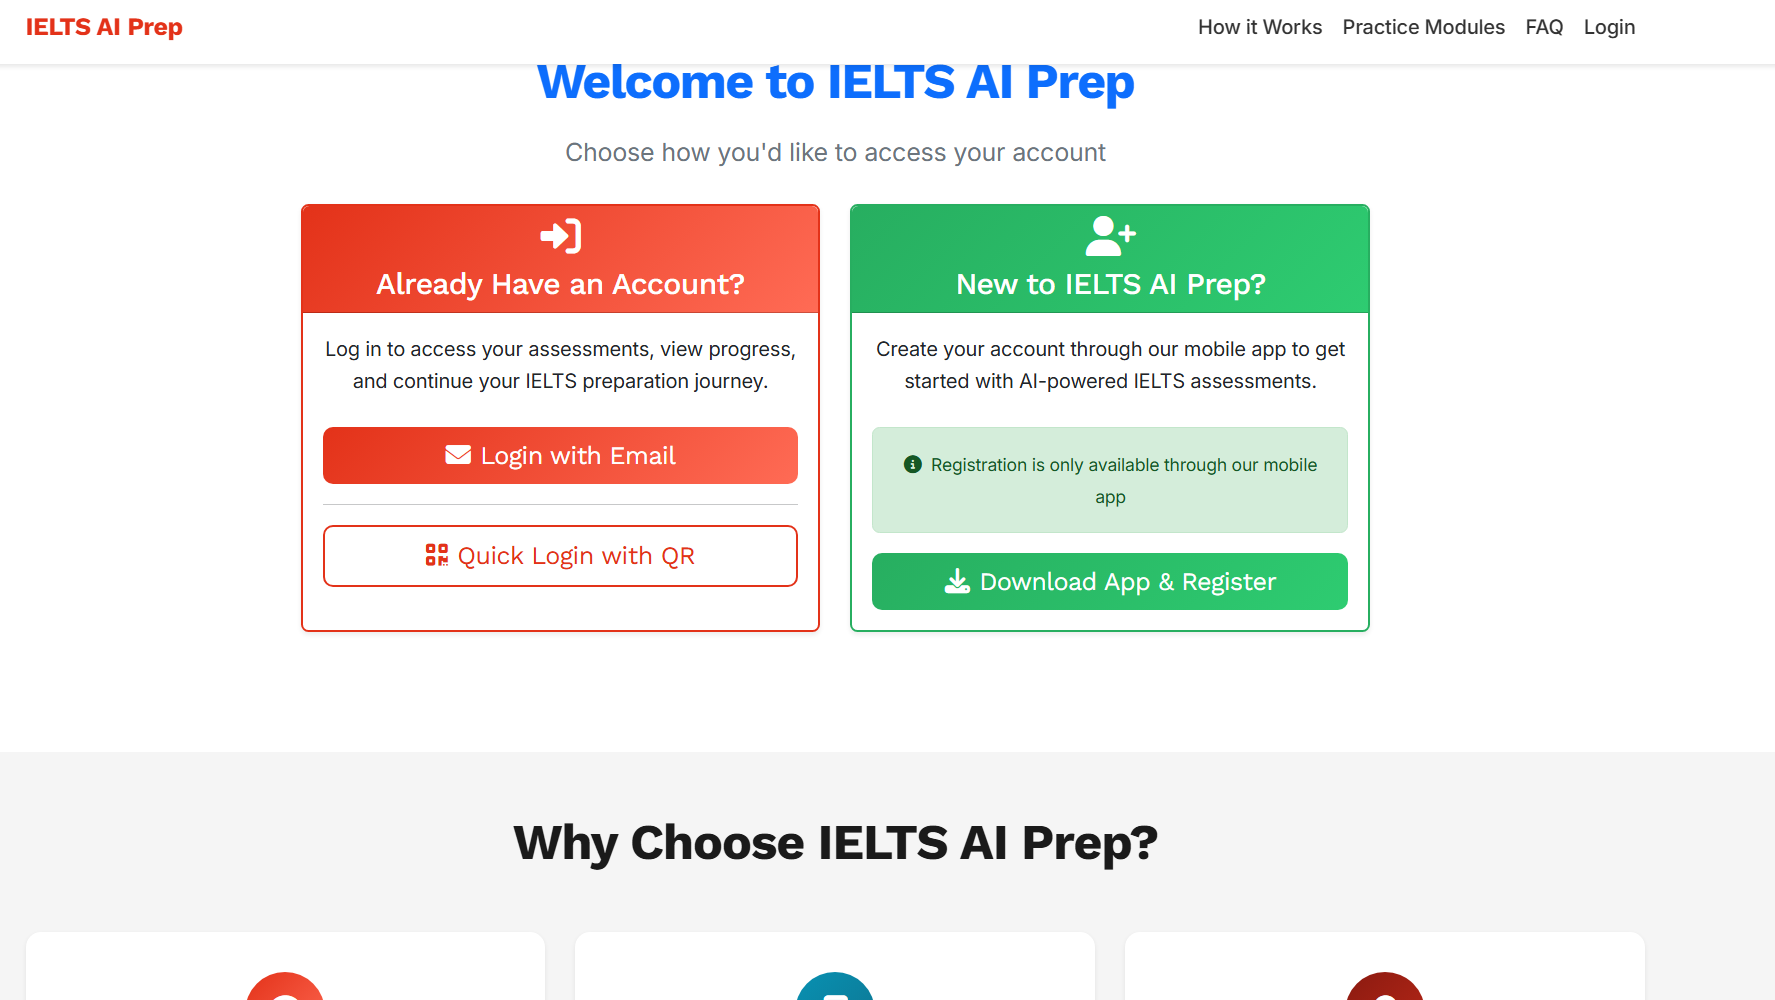 IELTS AI Prep
How it Works
Practice Modules
FAQ
Login
Welcome to IELTS AI Prep
Choose how you'd like to access your account
Already Have an Account?
Log in to access your assessments, view progress,
and continue your IELTS preparation journey.
Login with Email
Quick Login with QR
New to IELTS AI Prep?
Create your account through our mobile app to get
started with AI-powered IELTS assessments.
Registration is only available through our mobile
app
Download App & Register
Why Choose IELTS AI Prep?